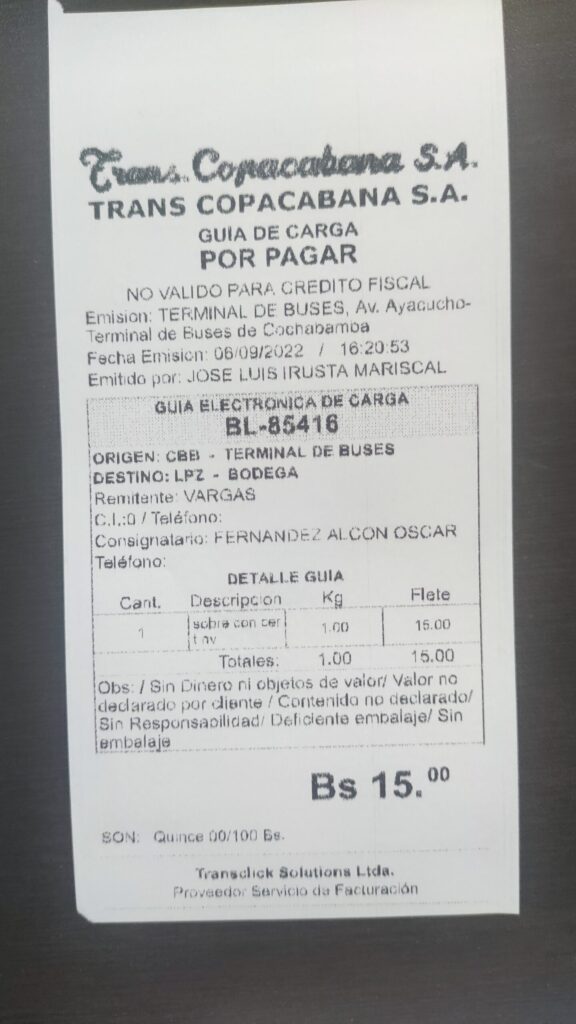 Trans. Copacabana S.A.
TRANS COPACABANA S.A.
GUIA DE CARGA
POR PAGAR
NO VALIDO PARA CREDITO FISCAL
Emision: TERMINAL DE BUSES, Av. Ayacucho-
Terminal de Buses de Cochabamba
Fecha Emision: 06/09/2022 / 16:20:53
Emitido por: JOSE LUIS IRUSTA MARISCAL
GUIA ELECTRONICA DE CARGA
BL-85416
ORIGEN: CBB - TERMINAL DE BUSES
DESTINO: LPZ - BODEGA
Remitente: VARGAS
C.I.:0 / Teléfono:
Consignatario: FERNANDEZ ALCON OSCAR
Teléfono:
DETALLE GUIA
Cant. Descripcion Kg Flete
1 sobre con cer 1.00 15.00
t nv
Totales: 1.00 15.00
Obs: / Sin Dinero ni objetos de valor/ Valor no
declarado por cliente / Contenido no declarado/
Sin Responsabilidad/ Deficiente embalaje/ Sin
embalaje
Bs 15.00
SON: Quince 00/100 Bs.
Transclick Solutions Ltda.
Proveedor Servicio de Facturación